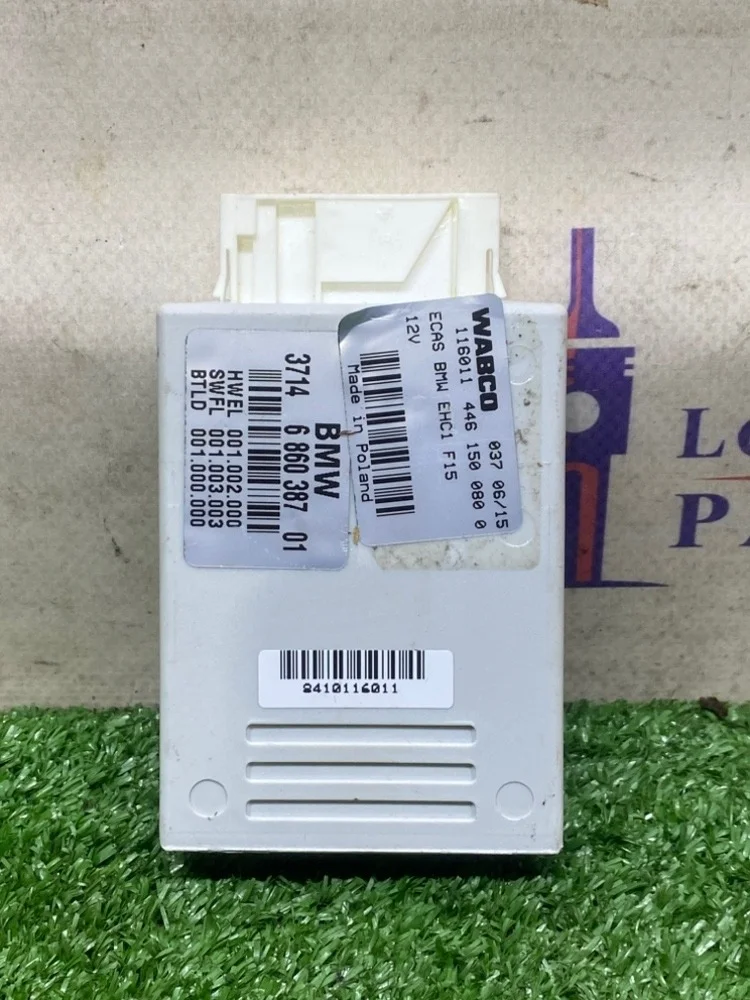 BMW
3714 6 860 387 01
HWEL 001.002.000
SWFL 001.003.003
BTLD 001.000.000
WABCO 037 06/15
116011 446 150 080 0
ECAS BMW EHC1 F15
12V
Made in Poland
8410116011